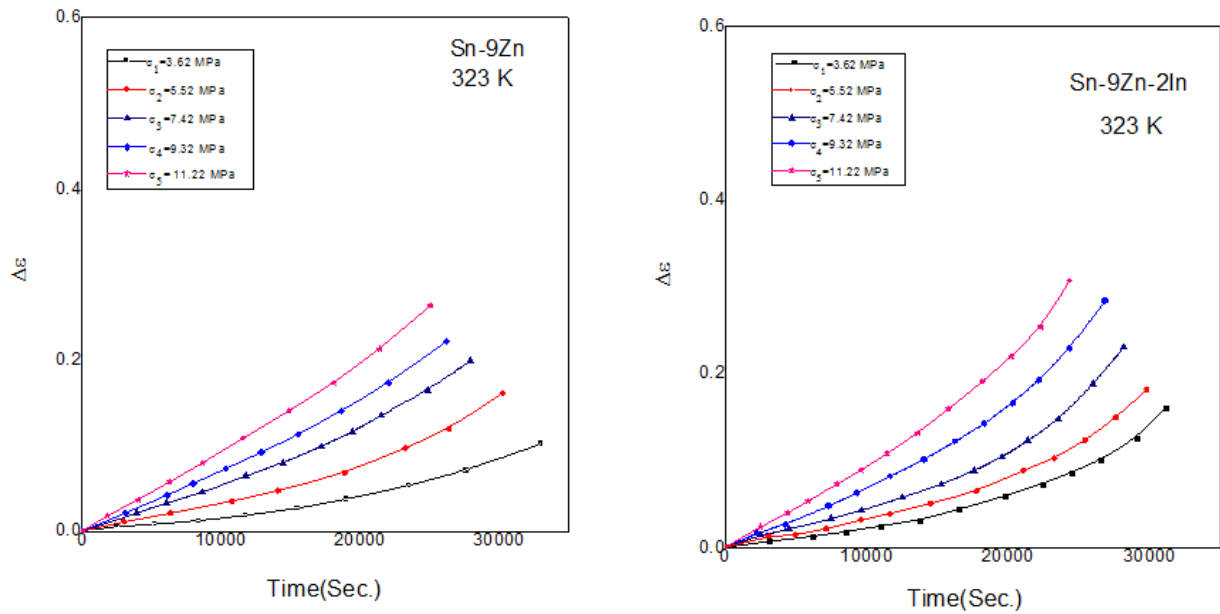 0.6
Sn-9Zn
323 K
σ1=3.62 MPa
σ2=5.52 MPa
σ3=7.42 MPa
σ4=9.32 MPa
σ5=11.22 MPa
0.4
Δε
0.2
0.0
0
10000
20000
30000
Time(Sec.)
0.6
Sn-9Zn-2In
323 K
σ1=3.62 MPa
σ2=5.52 MPa
σ3=7.42 MPa
σ4=9.32 MPa
σ5=11.22 MPa
0.4
Δε
0.2
0.0
0
10000
20000
30000
Time(Sec.)